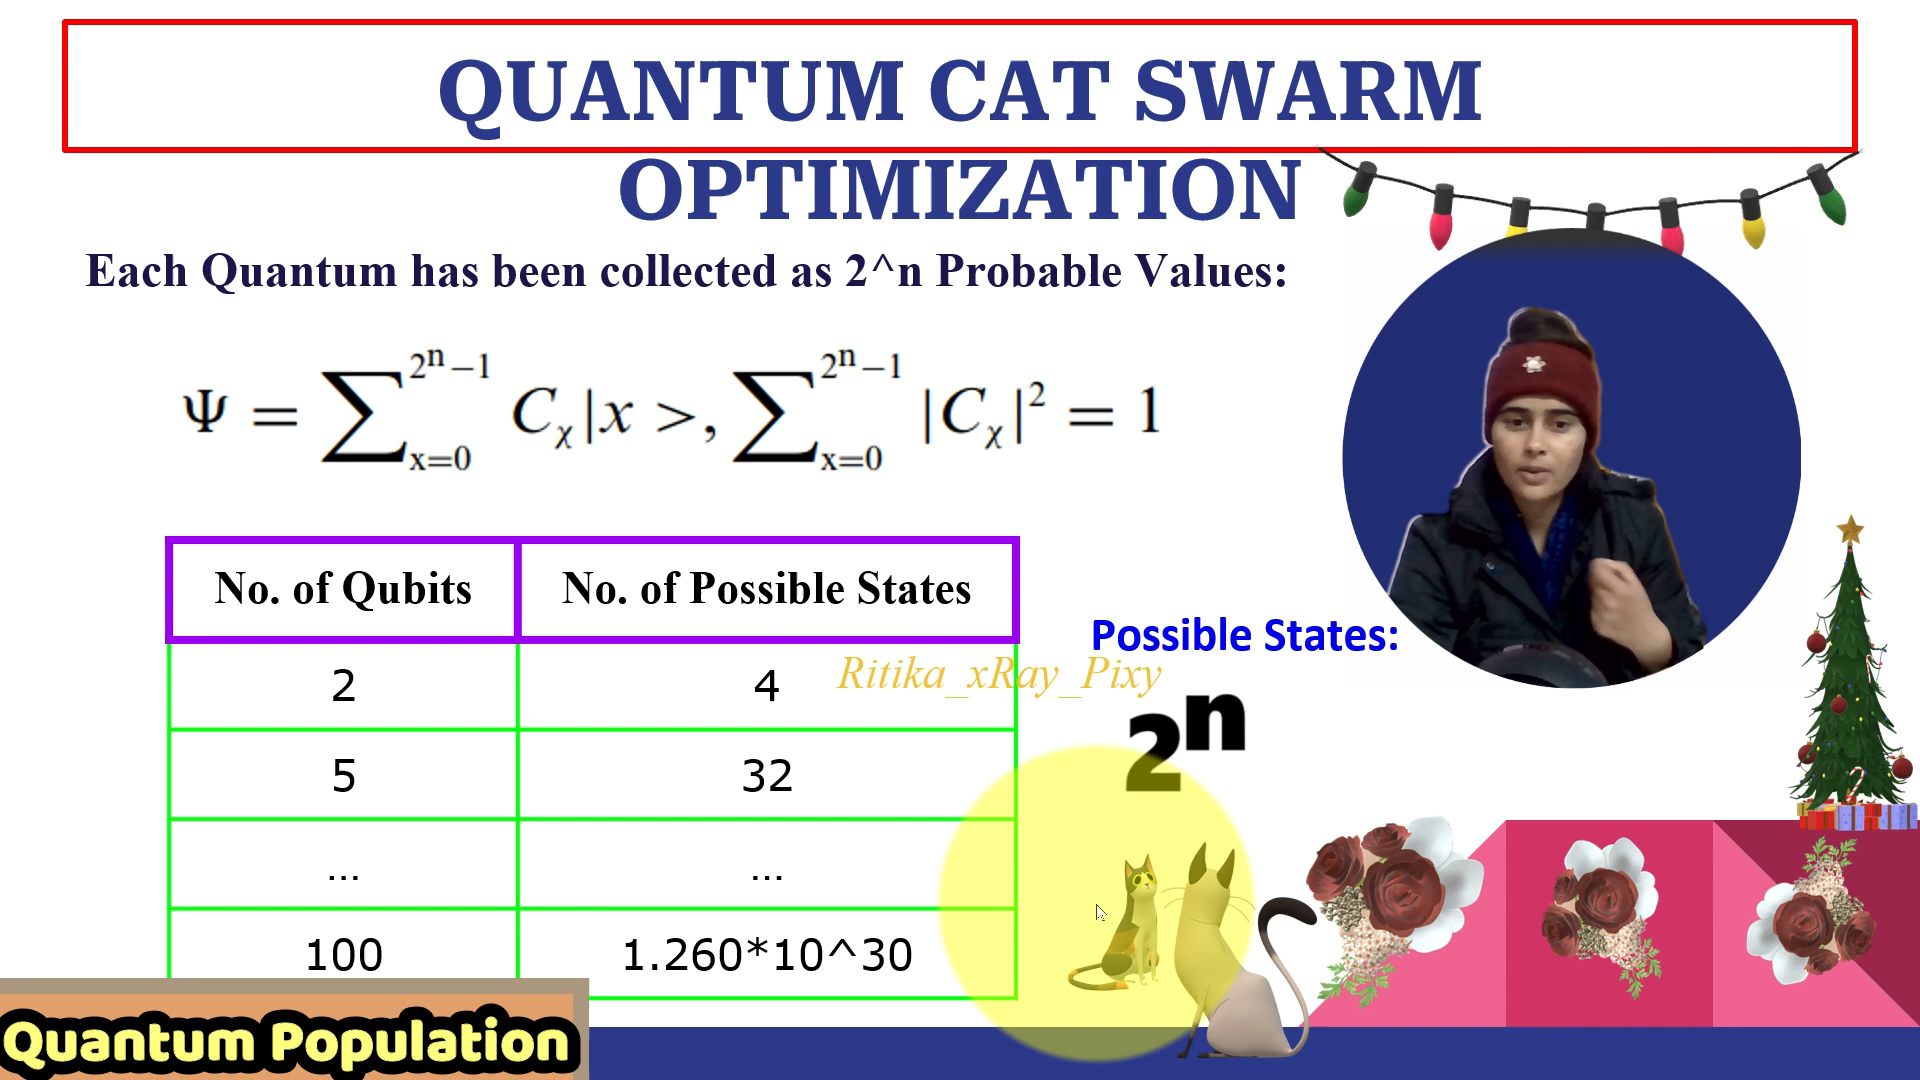 QUANTUM CAT SWARM
OPTIMIZATION
Each Quantum has been collected as 2^n Probable Values:
Ψ = ∑_{x=0}^{2^n−1} C_χ|x >, ∑_{x=0}^{2^n−1} |C_χ|² = 1
No. of Qubits No. of Possible States
2 4
5 32
... ...
100 1.260*10^30
Possible States:
Ritika_xRay_Pixy
2ⁿ
Quantum Population